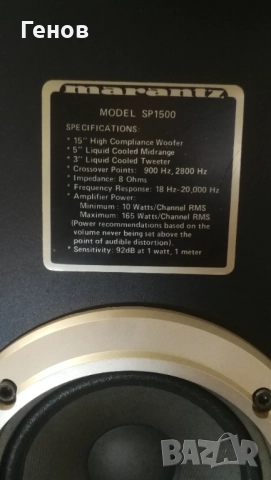 Генов
marantz
MODEL SP1500
SPECIFICATIONS:
* 15" High Compliance Woofer
* 5" Liquid Cooled Midrange
* 3" Liquid Cooled Tweeter
* Crossover Points: 900 Hz, 2800 Hz
* Impedance: 8 Ohms
* Frequency Response: 18 Hz-20,000 Hz
* Amplifier Power:
Minimum: 10 Watts/Channel RMS
Maximum: 165 Watts/Channel RMS
(Power recommendations based on the
volume never being set above the
point of audible distortion).
* Sensitivity: 92dB at 1 watt, 1 meter
BAZAR